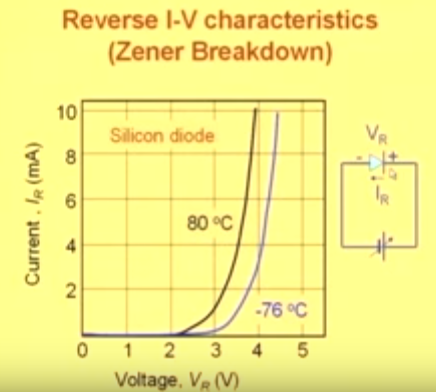 Reverse I-V characteristics
(Zener Breakdown)
Current , I_R (mA)
10
8
6
4
2
Silicon diode
80 °C
-76 °C
0 1 2 3 4 5
Voltage, V_R (V)
V_R
- +
I_R